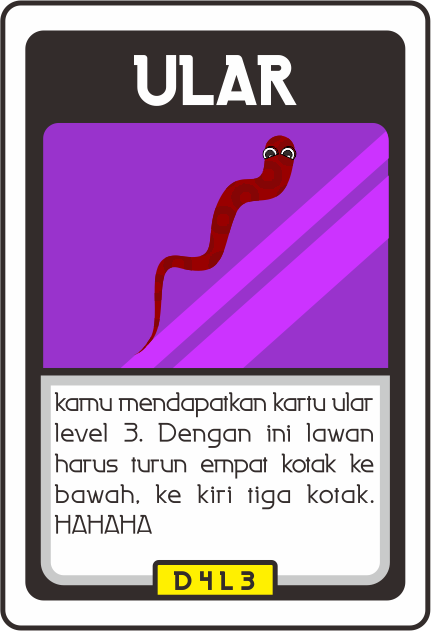 ULAR
kamu mendapatkan kartu ular
level 3. Dengan ini lawan
harus turun empat kotak ke
bawah, ke kiri tiga kotak.
HAHAHA
D4L3